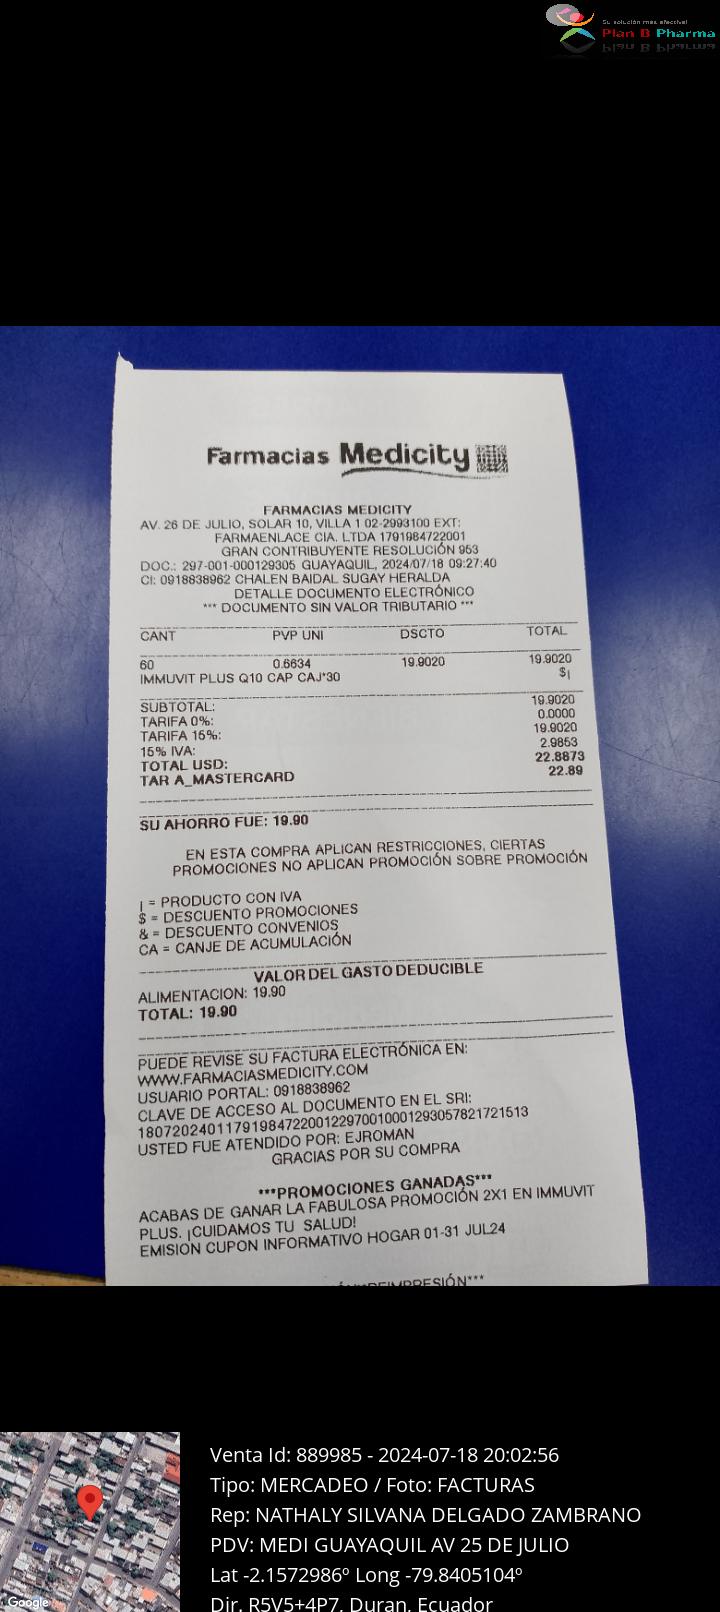 Su solución más efectiva!
Plan B Pharma
Farmacias Medicity
FARMACIAS MEDICITY
AV. 26 DE JULIO, SOLAR 10, VILLA 1 02-2993100 EXT:
FARMAENLACE CIA. LTDA 1791984722001
GRAN CONTRIBUYENTE RESOLUCIÓN 953
DOC.: 297-001-000129305 GUAYAQUIL, 2024/07/18 09:27:40
CI: 0918838962 CHALEN BAIDAL SUGAY HERALDA
DETALLE DOCUMENTO ELECTRÓNICO
*** DOCUMENTO SIN VALOR TRIBUTARIO ***
CANT PVP UNI DSCTO TOTAL
60 0.6634 19.9020 19.9020
IMMUVIT PLUS Q10 CAP CAJ*30 $|
SUBTOTAL: 19.9020
TARIFA 0%: 0.0000
TARIFA 15%: 19.9020
15% IVA: 2.9853
TOTAL USD: 22.8873
TAR A_MASTERCARD 22.89
SU AHORRO FUE: 19.90
EN ESTA COMPRA APLICAN RESTRICCIONES, CIERTAS
PROMOCIONES NO APLICAN PROMOCIÓN SOBRE PROMOCIÓN
| = PRODUCTO CON IVA
$ = DESCUENTO PROMOCIONES
& = DESCUENTO CONVENIOS
CA = CANJE DE ACUMULACIÓN
VALOR DEL GASTO DEDUCIBLE
ALIMENTACION: 19.90
TOTAL: 19.90
PUEDE REVISE SU FACTURA ELECTRÓNICA EN:
WWW.FARMACIASMEDICITY.COM
USUARIO PORTAL: 0918838962
CLAVE DE ACCESO AL DOCUMENTO EN EL SRI:
1807202401179198472200122970010001293057821721513
USTED FUE ATENDIDO POR: EJROMAN
GRACIAS POR SU COMPRA
***PROMOCIONES GANADAS***
ACABAS DE GANAR LA FABULOSA PROMOCIÓN 2X1 EN IMMUVIT
PLUS. ¡CUIDAMOS TU SALUD!
EMISION CUPON INFORMATIVO HOGAR 01-31 JUL24
Venta Id: 889985 - 2024-07-18 20:02:56
Tipo: MERCADEO / Foto: FACTURAS
Rep: NATHALY SILVANA DELGADO ZAMBRANO
PDV: MEDI GUAYAQUIL AV 25 DE JULIO
Lat -2.1572986º Long -79.8405104º
Dir. R5V5+4P7, Duran, Ecuador
Google